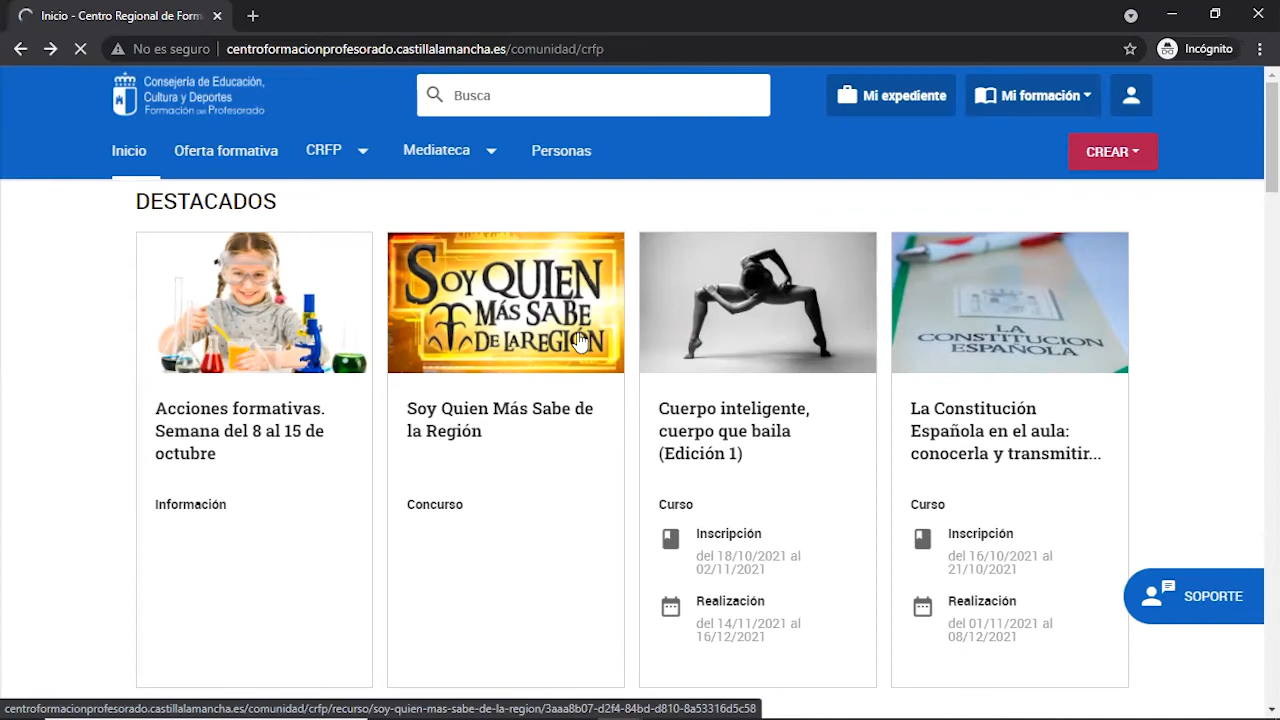 Inicio - Centro Regional de Forma
No es seguro
centroformacionprofesorado.castillalamancha.es/comunidad/crfp
Incógnito
Consejería de Educación,
Cultura y Deportes
Formación del Profesorado
Busca
Mi expediente
Mi formación
Inicio
Oferta formativa
CRFP
Mediateca
Personas
CREAR
DESTACADOS
SOY QUIEN
MÁS SABE
DE LA REGIÓN
LA
CONSTITUCIÓN
ESPAÑOLA
Acciones formativas.
Semana del 8 al 15 de
octubre
Información
Soy Quien Más Sabe de
la Región
Concurso
Cuerpo inteligente,
cuerpo que baila
(Edición 1)
Curso
Inscripción
del 18/10/2021 al
02/11/2021
Realización
del 14/11/2021 al
16/12/2021
La Constitución
Española en el aula:
conocerla y transmitir...
Curso
Inscripción
del 16/10/2021 al
21/10/2021
Realización
del 01/11/2021 al
08/12/2021
SOPORTE
centroformacionprofesorado.castillalamancha.es/comunidad/crfp/recurso/soy-quien-mas-sabe-de-la-region/3aaa8b07-d2f4-84bd-d810-8a53316d5c58